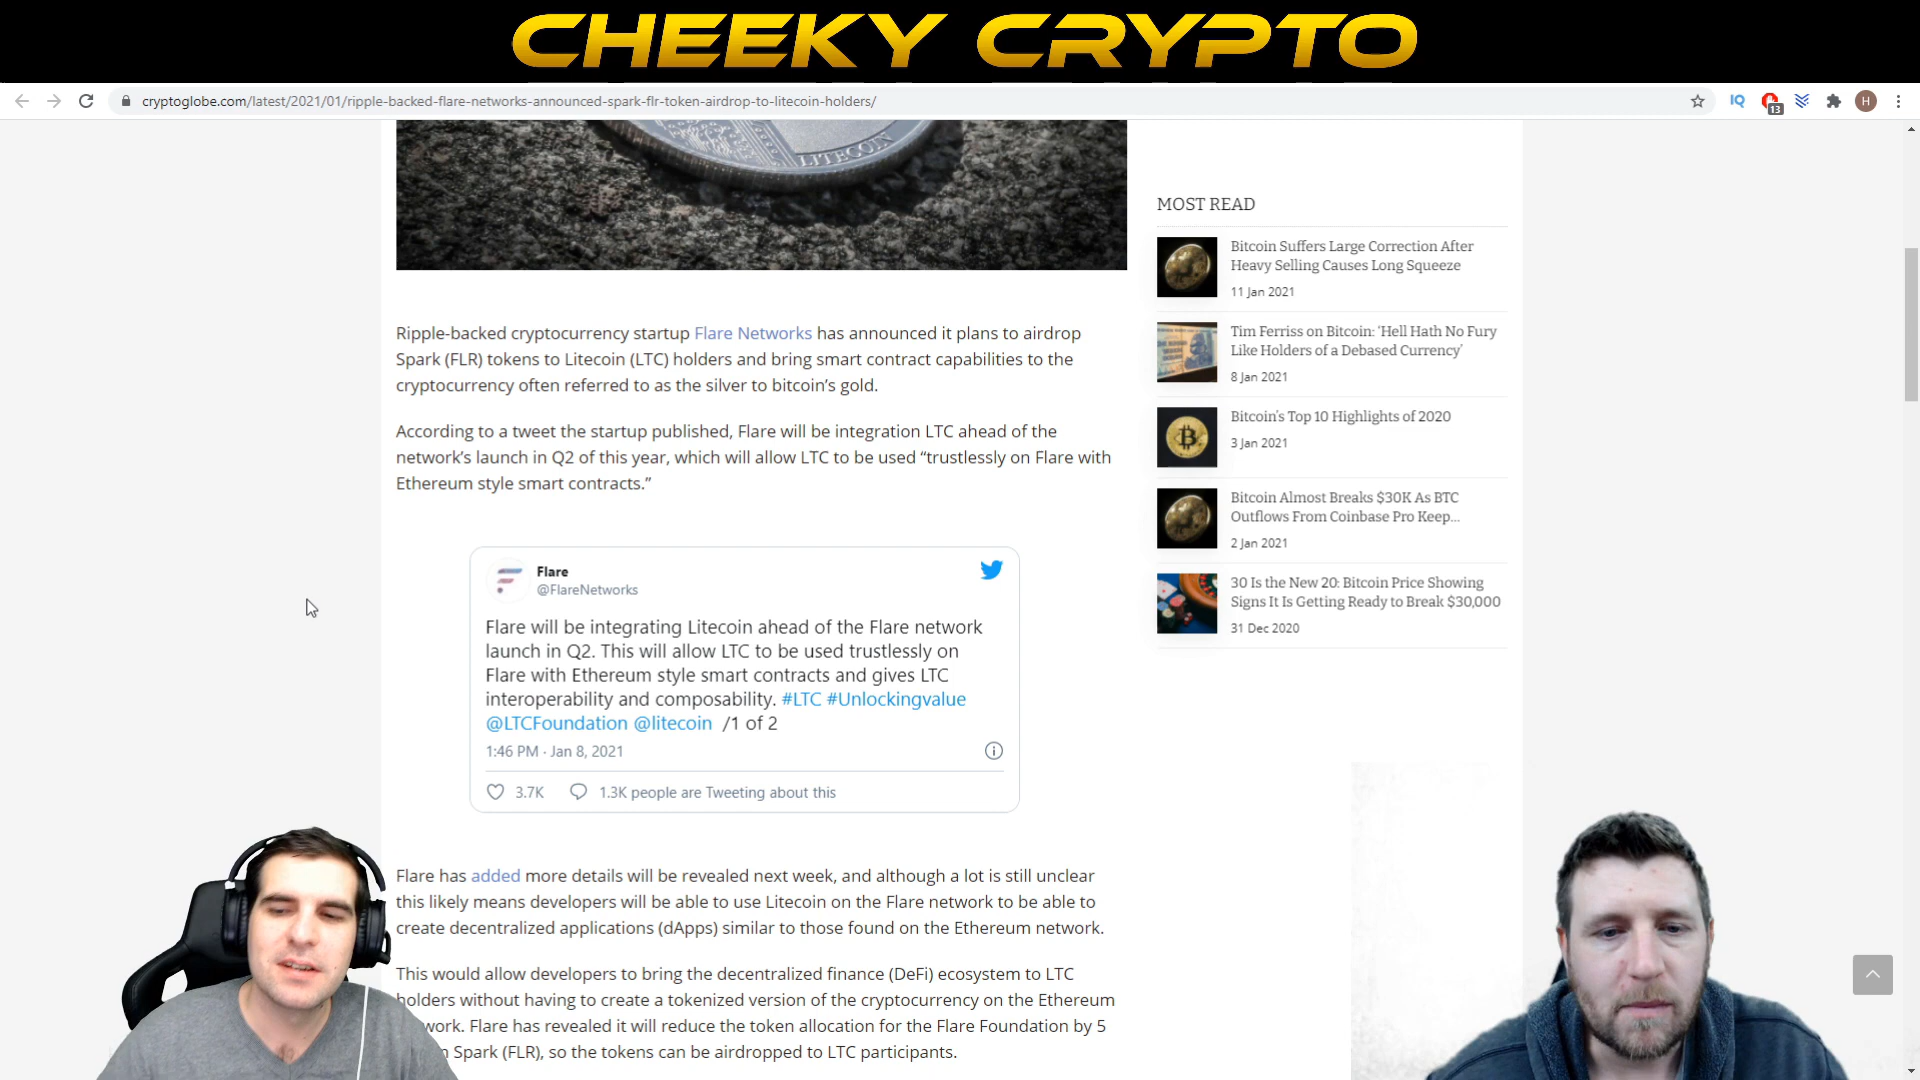 CHEEKY CRYPTO
cryptoglobe.com/latest/2021/01/ripple-backed-flare-networks-announced-spark-flr-token-airdrop-to-litecoin-holders/
IQ
13
H
LITECOIN
Ripple-backed cryptocurrency startup Flare Networks has announced it plans to airdrop
Spark (FLR) tokens to Litecoin (LTC) holders and bring smart contract capabilities to the
cryptocurrency often referred to as the silver to bitcoin’s gold.
According to a tweet the startup published, Flare will be integration LTC ahead of the
network’s launch in Q2 of this year, which will allow LTC to be used “trustlessly on Flare with
Ethereum style smart contracts.”
Flare
@FlareNetworks
Flare will be integrating Litecoin ahead of the Flare network
launch in Q2. This will allow LTC to be used trustlessly on
Flare with Ethereum style smart contracts and gives LTC
interoperability and composability. #LTC #Unlockingvalue
@LTCFoundation @litecoin /1 of 2
1:46 PM · Jan 8, 2021
3.7K 1.3K people are Tweeting about this
Flare has added more details will be revealed next week, and although a lot is still unclear
this likely means developers will be able to use Litecoin on the Flare network to be able to
create decentralized applications (dApps) similar to those found on the Ethereum network.
This would allow developers to bring the decentralized finance (DeFi) ecosystem to LTC
holders without having to create a tokenized version of the cryptocurrency on the Ethereum
work. Flare has revealed it will reduce the token allocation for the Flare Foundation by 5
n Spark (FLR), so the tokens can be airdropped to LTC participants.
MOST READ
Bitcoin Suffers Large Correction After
Heavy Selling Causes Long Squeeze
11 Jan 2021
Tim Ferriss on Bitcoin: ‘Hell Hath No Fury
Like Holders of a Debased Currency’
8 Jan 2021
Bitcoin’s Top 10 Highlights of 2020
3 Jan 2021
Bitcoin Almost Breaks $30K As BTC
Outflows From Coinbase Pro Keep...
2 Jan 2021
30 Is the New 20: Bitcoin Price Showing
Signs It Is Getting Ready to Break $30,000
31 Dec 2020